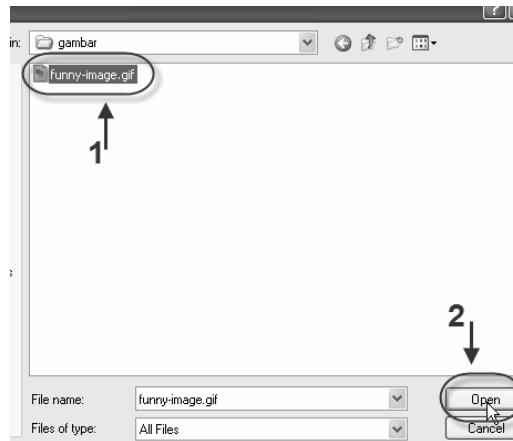 in: gambar
funny-image.gif
1
s
2
File name: funny-image.gif Open
Files of type: All Files Cancel